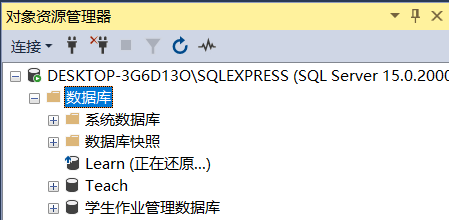 对象资源管理器
连接
DESKTOP-3G6D13O\SQLEXPRESS (SQL Server 15.0.2000
数据库
系统数据库
数据库快照
Learn (正在还原...)
Teach
学生作业管理数据库